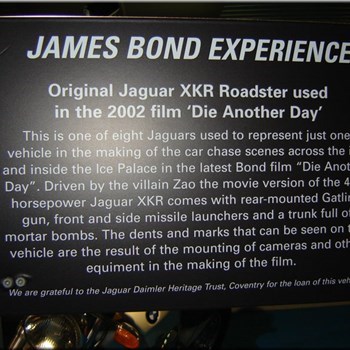 JAMES BOND EXPERIENCE
Original Jaguar XKR Roadster used
in the 2002 film ‘Die Another Day’
This is one of eight Jaguars used to represent just one
vehicle in the making of the car chase scenes across the
and inside the Ice Palace in the latest Bond film “Die
Day”. Driven by the villain Zao the movie version of the
horsepower Jaguar XKR comes with rear-mounted
gun, front and side missile launchers and a trunk full of
mortar bombs. The dents and marks that can be seen on
vehicle are the result of the mounting of cameras and
equiment in the making of the film.
We are grateful to the Jaguar Daimler Heritage Trust, Coventry for the loan of this